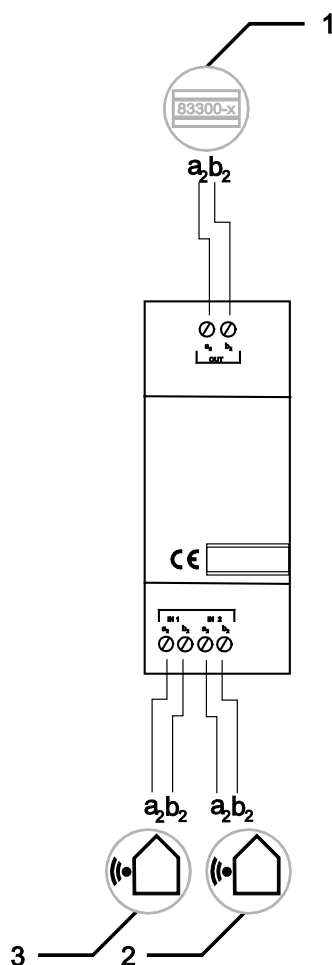 1
83300-x
a₂b₂
a₂ b₂
OUT
CE
IN 1 IN 2
a₂ b₂ a₂ b₂
a₂b₂ a₂b₂
3 2